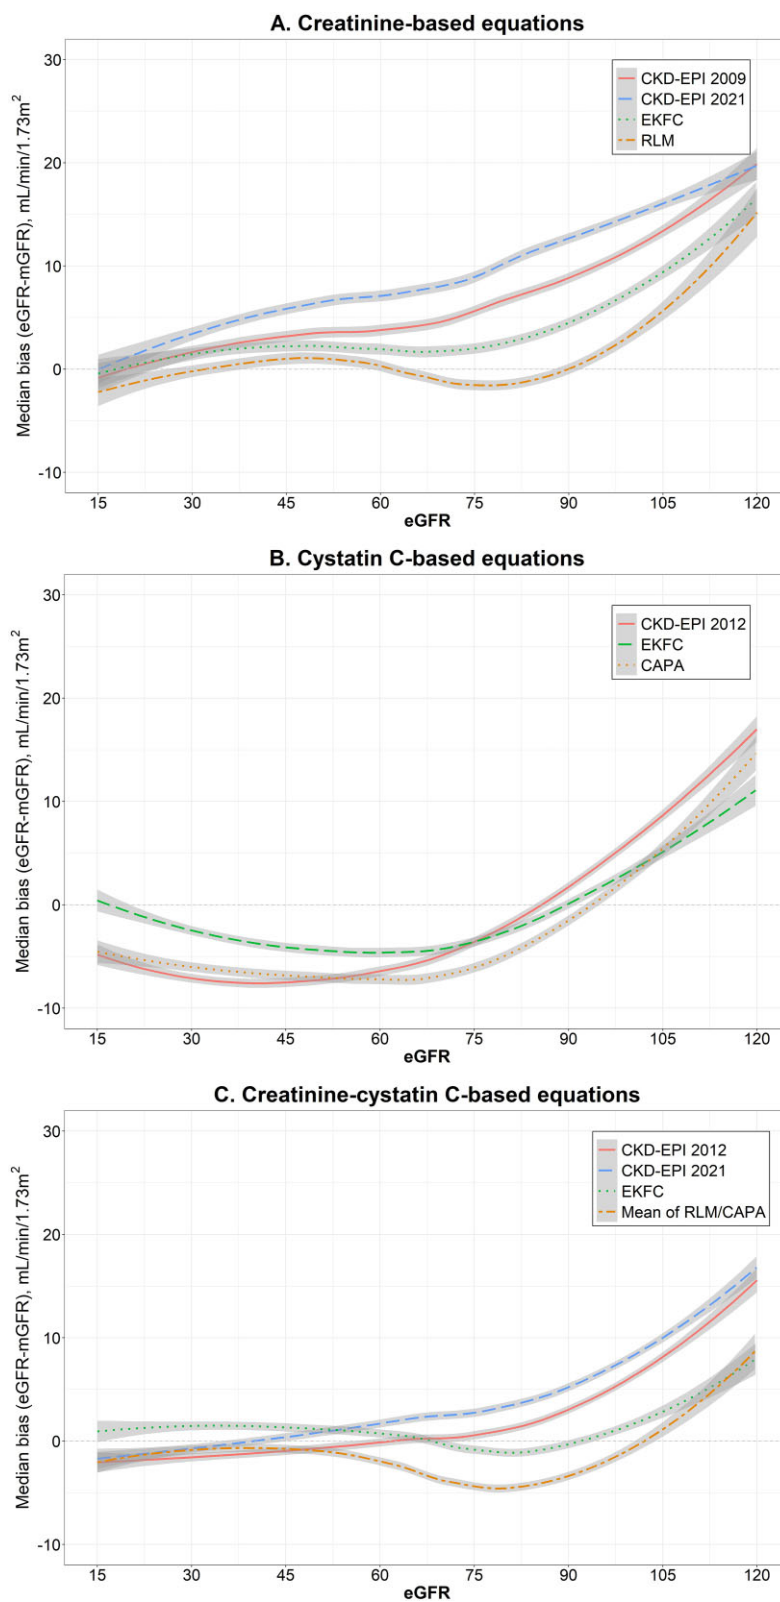 A. Creatinine-based equations
Median bias (eGFR-mGFR), mL/min/1.73m²
30
20
10
0
-10
CKD-EPI 2009
CKD-EPI 2021
EKFC
RLM
15 30 45 60 75 90 105 120
eGFR
B. Cystatin C-based equations
Median bias (eGFR-mGFR), mL/min/1.73m²
30
20
10
0
-10
CKD-EPI 2012
EKFC
CAPA
15 30 45 60 75 90 105 120
eGFR
C. Creatinine-cystatin C-based equations
Median bias (eGFR-mGFR), mL/min/1.73m²
30
20
10
0
-10
CKD-EPI 2012
CKD-EPI 2021
EKFC
Mean of RLM/CAPA
15 30 45 60 75 90 105 120
eGFR